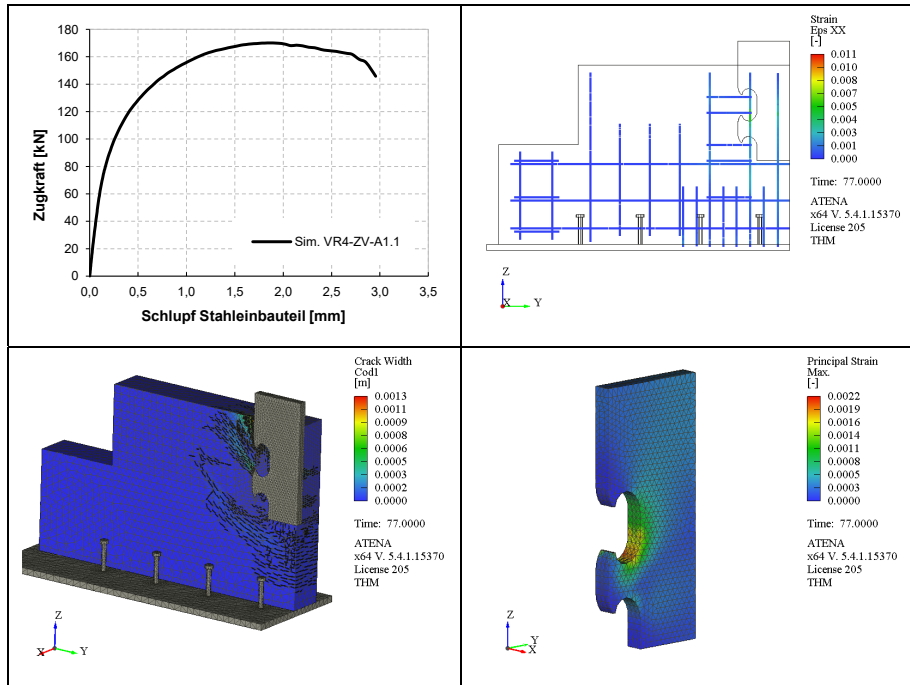 180
160
140
120
100
80
60
40
20
0
Zugkraft [kN]
Sim. VR4-ZV-A1.1
0,0 0,5 1,0 1,5 2,0 2,5 3,0 3,5
Schlupf Stahleinbauteil [mm]
Strain
Eps XX
[-]
0.011
0.010
0.008
0.007
0.006
0.004
0.003
0.001
0.000
Time: 77.0000
ATENA
x64 V. 5.4.1.15370
License 205
THM
Z
X
Y
Crack Width
Cod1
[m]
0.0013
0.0011
0.0009
0.0008
0.0006
0.0005
0.0003
0.0002
0.0000
Time: 77.0000
ATENA
x64 V. 5.4.1.15370
License 205
THM
Z
X
Y
Principal Strain
Max.
[-]
0.0022
0.0019
0.0016
0.0014
0.0011
0.0008
0.0005
0.0003
0.0000
Time: 77.0000
ATENA
x64 V. 5.4.1.15370
License 205
THM
Z
Y
X